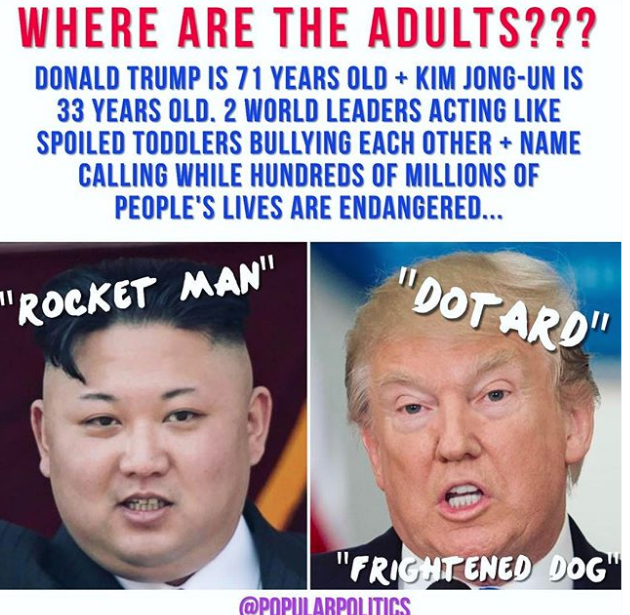 WHERE ARE THE ADULTS???
DONALD TRUMP IS 71 YEARS OLD + KIM JONG-UN IS
33 YEARS OLD. 2 WORLD LEADERS ACTING LIKE
SPOILED TODDLERS BULLYING EACH OTHER + NAME
CALLING WHILE HUNDREDS OF MILLIONS OF
PEOPLE'S LIVES ARE ENDANGERED...
"ROCKET MAN"
"DOTARD"
"FRIGHTENED DOG"
@POPULARPOLITICS